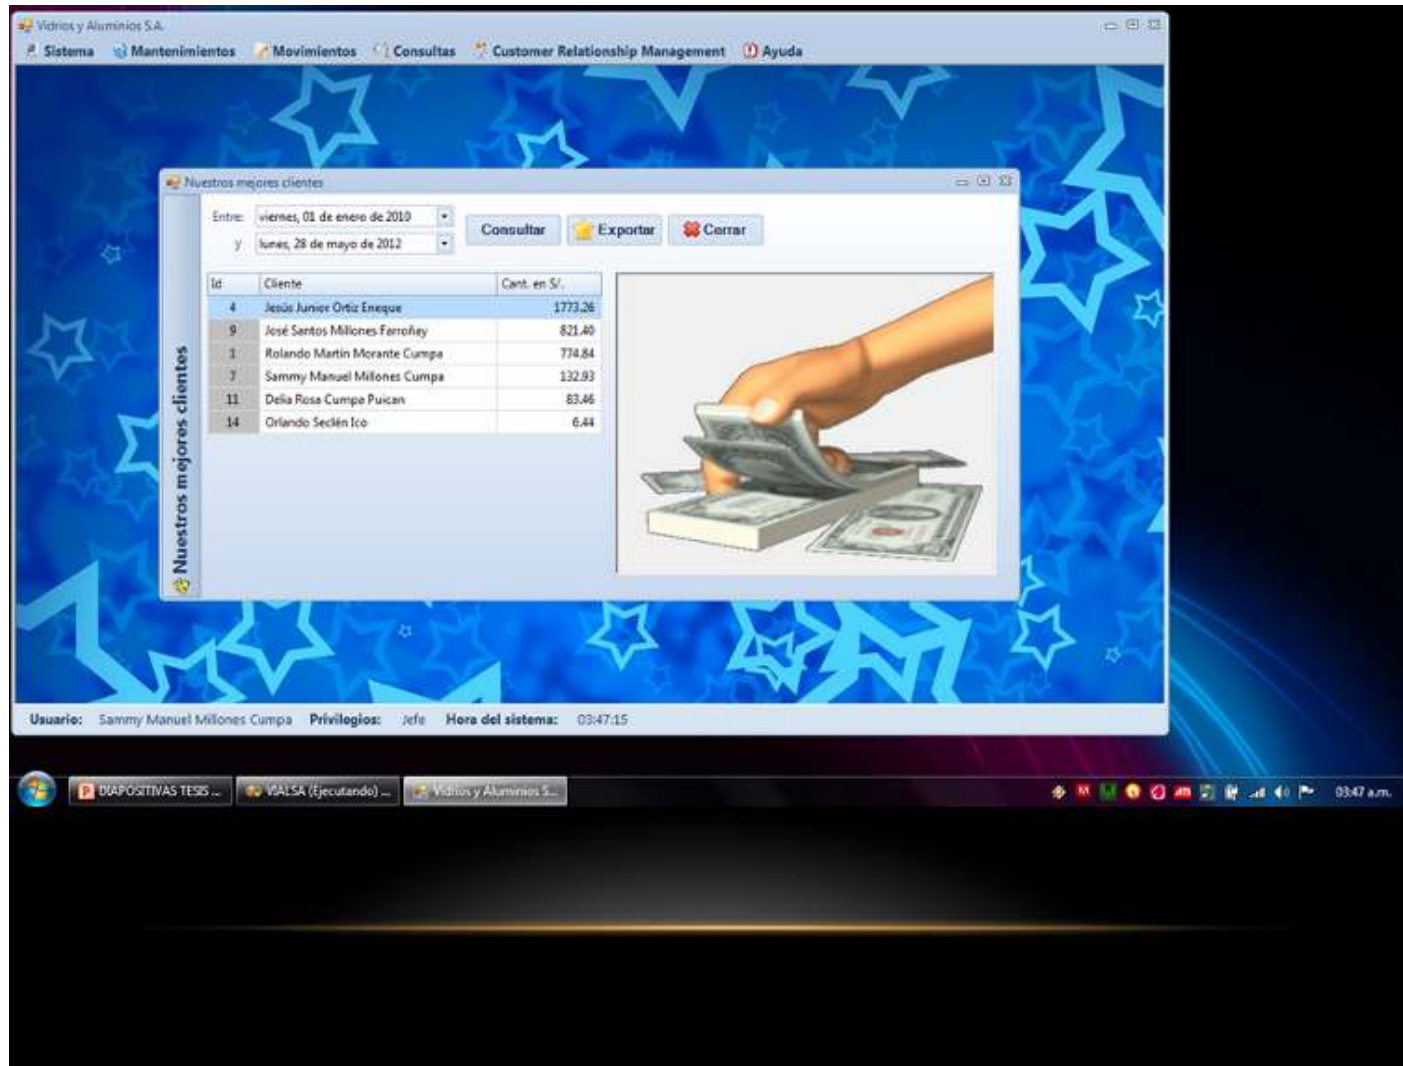 Vidrios y Aluminios S.A.
Sistema Mantenimientos Movimientos Consultas Customer Relationship Management Ayuda
Nuestros mejores clientes
Entre: viernes, 01 de enero de 2010
y lunes, 28 de mayo de 2012
Consultar Exportar Cerrar
Nuestros mejores clientes
Id Cliente Cant. en S/.
4 Jesús Junior Ortiz Eneque 1773.26
9 José Santos Millones Farroñay 821.40
1 Rolando Martín Morante Cumpa 774.84
7 Sammy Manuel Millones Cumpa 132.93
11 Delia Rosa Cumpa Puican 83.46
14 Orlando Seclén Ico 6.44
Usuario: Sammy Manuel Millones Cumpa Privilegios: Jefe Hora del sistema: 03:47:15
DIAPOSITIVAS TESIS ... VIALSA (Ejecutando) ... Vidrios y Aluminios S... 03:47 a.m.